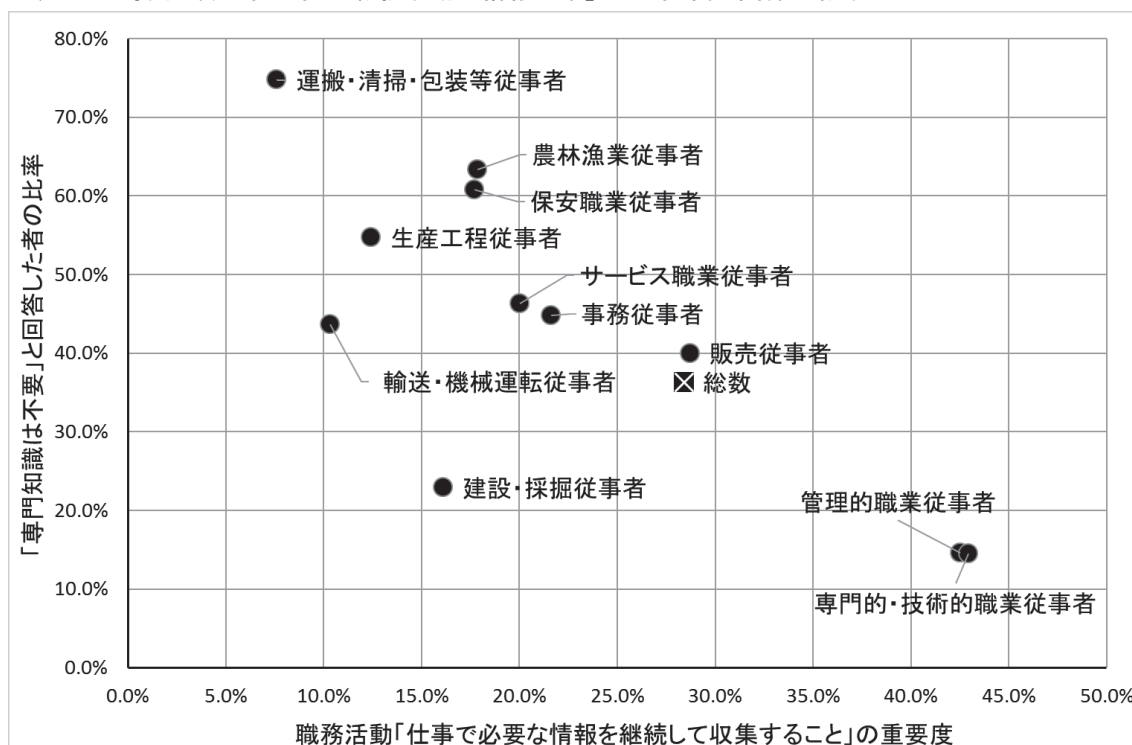 80.0%
運搬・清掃・包装等従事者
70.0%
農林漁業従事者
60.0%
保安職業従事者
生産工程従事者
50.0%
サービス職業従事者
事務従事者
40.0%
販売従事者
輸送・機械運転従事者
総数
30.0%
建設・採掘従事者
20.0%
管理的職業従事者
10.0%
専門的・技術的職業従事者
0.0%
0.0% 5.0% 10.0% 15.0% 20.0% 25.0% 30.0% 35.0% 40.0% 45.0% 50.0%
「専門知識は不要」と回答した者の比率
職務活動「仕事で必要な情報を継続して収集すること」の重要度